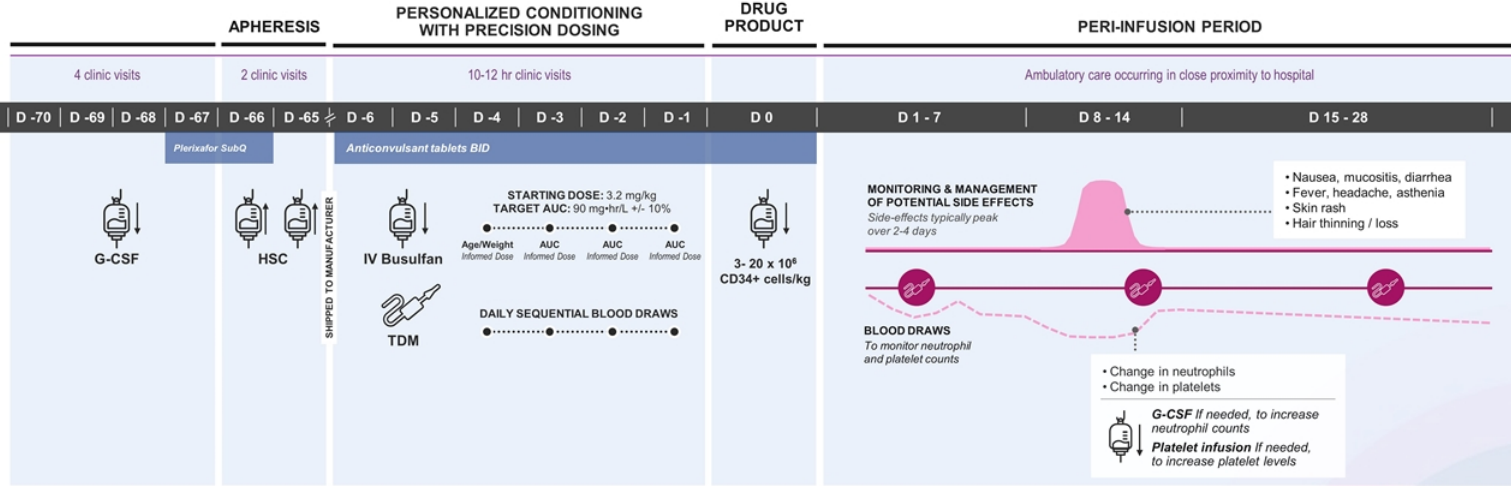 APHERESIS
PERSONALIZED CONDITIONING
WITH PRECISION DOSING
DRUG
PRODUCT
PERI-INFUSION PERIOD
4 clinic visits
2 clinic visits
10-12 hr clinic visits
Ambulatory care occurring in close proximity to hospital
D -70
D -69
D -68
D -67
D -66
D -65
D -6
D -5
D -4
D -3
D -2
D -1
D 0
D 1 - 7
D 8 - 14
D 15 - 28
Plerixafor SubQ
Anticonvulsant tablets BID
G-CSF
HSC
SHIPPED TO MANUFACTURER
IV Busulfan
TDM
STARTING DOSE: 3.2 mg/kg
TARGET AUC: 90 mg•hr/L +/- 10%
Age/Weight
Informed Dose
AUC
Informed Dose
AUC
Informed Dose
AUC
Informed Dose
DAILY SEQUENTIAL BLOOD DRAWS
3- 20 x 10⁶
CD34+ cells/kg
MONITORING & MANAGEMENT
OF POTENTIAL SIDE EFFECTS
Side-effects typically peak
over 2-4 days
• Nausea, mucositis, diarrhea
• Fever, headache, asthenia
• Skin rash
• Hair thinning / loss
BLOOD DRAWS
To monitor neutrophil
and platelet counts
• Change in neutrophils
• Change in platelets
G-CSF If needed, to increase
neutrophil counts
Platelet infusion If needed,
to increase platelet levels